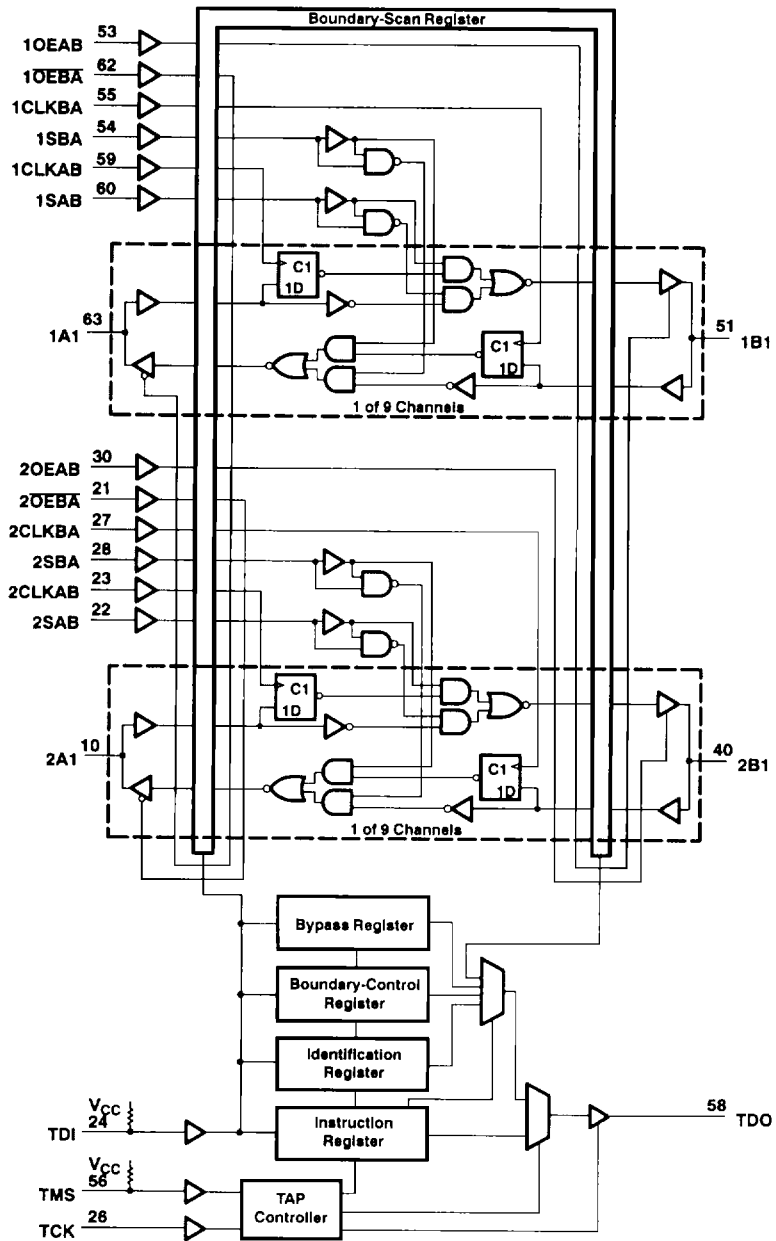 Boundary-Scan Register
1OEAB 53
1O̅E̅B̅A̅ 62
1CLKBA 55
1SBA 54
1CLKAB 59
1SAB 60
C1
1D
1A1 63
C1
1D
51 1B1
1 of 9 Channels
2OEAB 30
2O̅E̅B̅A̅ 21
2CLKBA 27
2SBA 28
2CLKAB 23
2SAB 22
C1
1D
2A1 10
C1
1D
40 2B1
1 of 9 Channels
Bypass Register
Boundary-Control
Register
Identification
Register
VCC
TDI 24
Instruction
Register
58 TDO
VCC
TMS 56
TAP
Controller
TCK 26